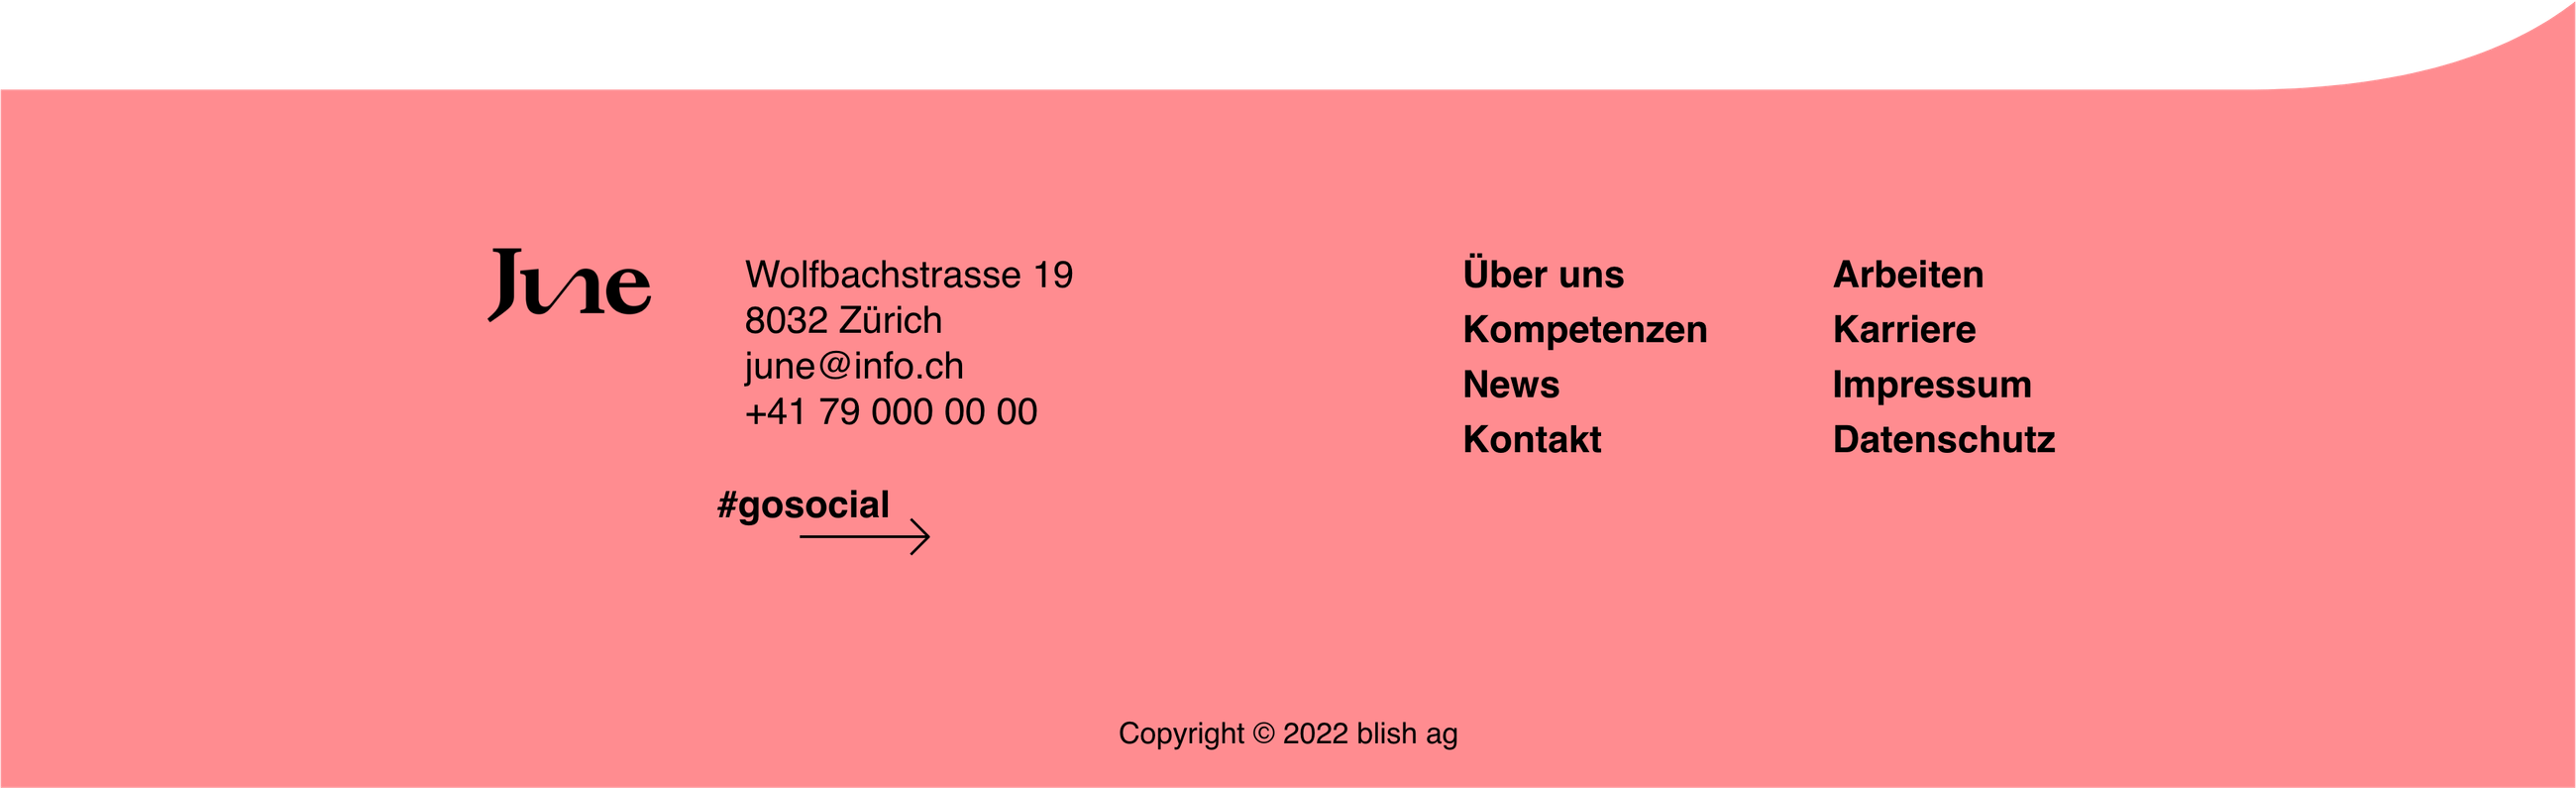 June
Wolfbachstrasse 19
8032 Zürich
june@info.ch
+41 79 000 00 00
#gosocial
Über uns
Kompetenzen
News
Kontakt
Arbeiten
Karriere
Impressum
Datenschutz
Copyright © 2022 blish ag